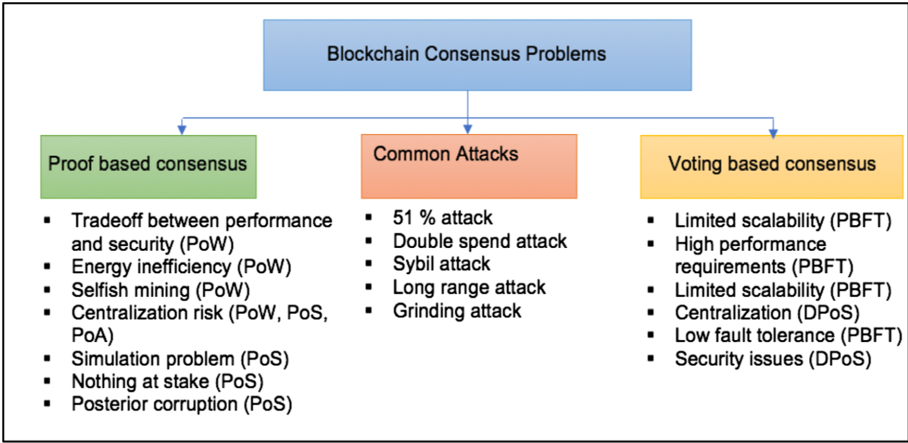 Blockchain Consensus Problems
Proof based consensus
▪ Tradeoff between performance
and security (PoW)
▪ Energy inefficiency (PoW)
▪ Selfish mining (PoW)
▪ Centralization risk (PoW, PoS,
PoA)
▪ Simulation problem (PoS)
▪ Nothing at stake (PoS)
▪ Posterior corruption (PoS)
Common Attacks
▪ 51 % attack
▪ Double spend attack
▪ Sybil attack
▪ Long range attack
▪ Grinding attack
Voting based consensus
▪ Limited scalability (PBFT)
▪ High performance
requirements (PBFT)
▪ Limited scalability (PBFT)
▪ Centralization (DPoS)
▪ Low fault tolerance (PBFT)
▪ Security issues (DPoS)